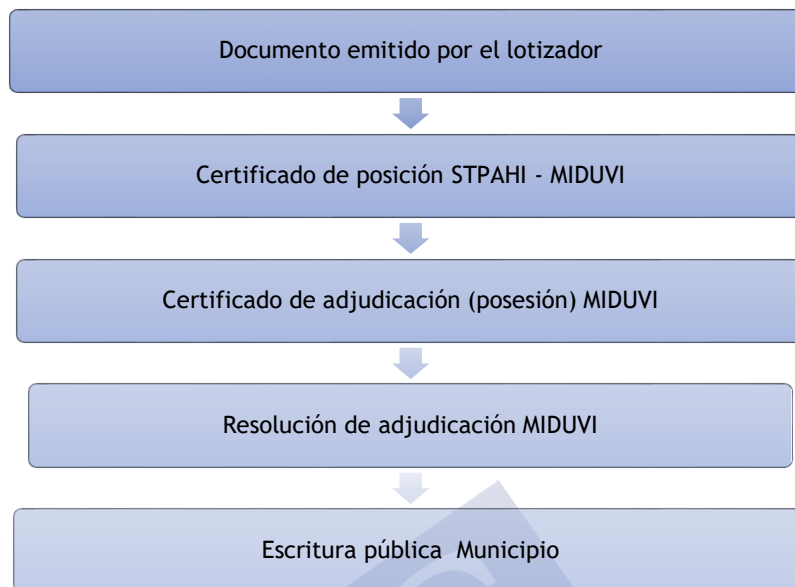 Documento emitido por el lotizador
Certificado de posición STPAHI - MIDUVI
Certificado de adjudicación (posesión) MIDUVI
Resolución de adjudicación MIDUVI
Escritura pública  Municipio